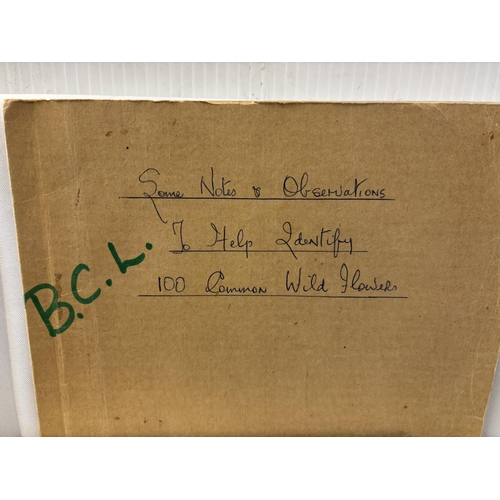 Some Notes & Observations
To Help Identify
100 Common Wild Flowers
B.C.L.